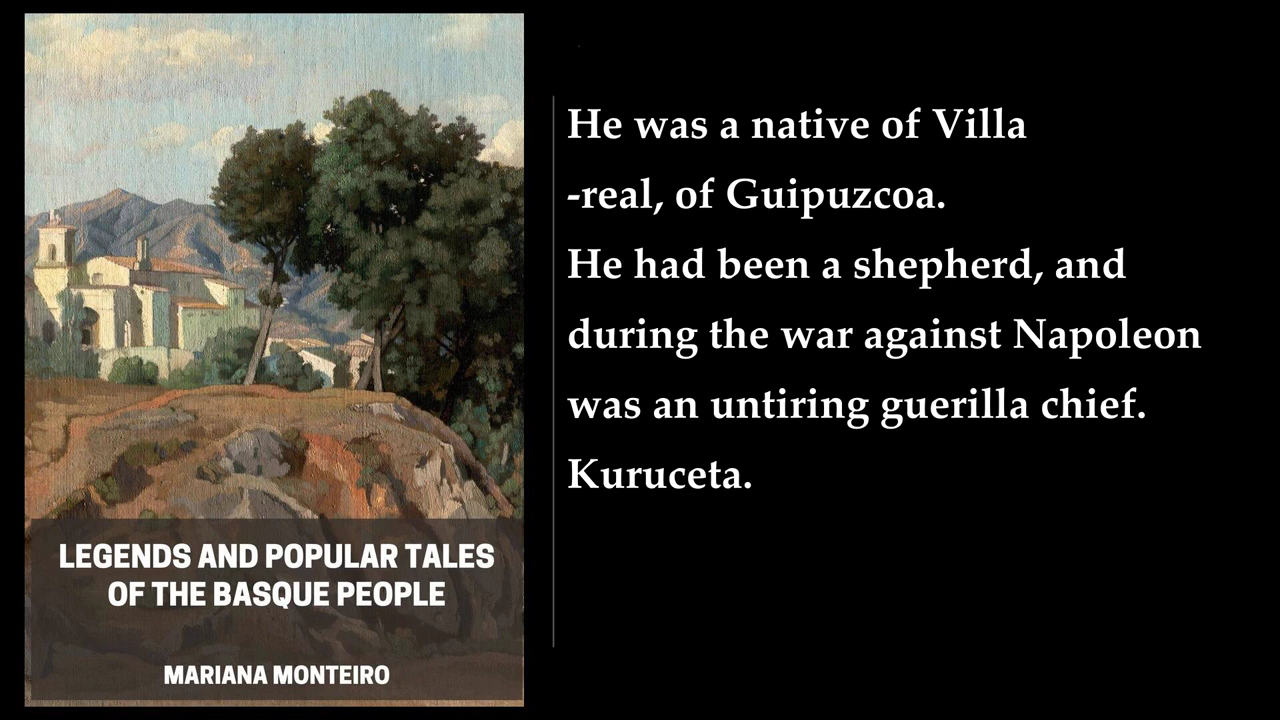 LEGENDS AND POPULAR TALES
OF THE BASQUE PEOPLE
MARIANA MONTEIRO
He was a native of Villa
-real, of Guipuzcoa.
He had been a shepherd, and
during the war against Napoleon
was an untiring guerilla chief.
Kuruceta.